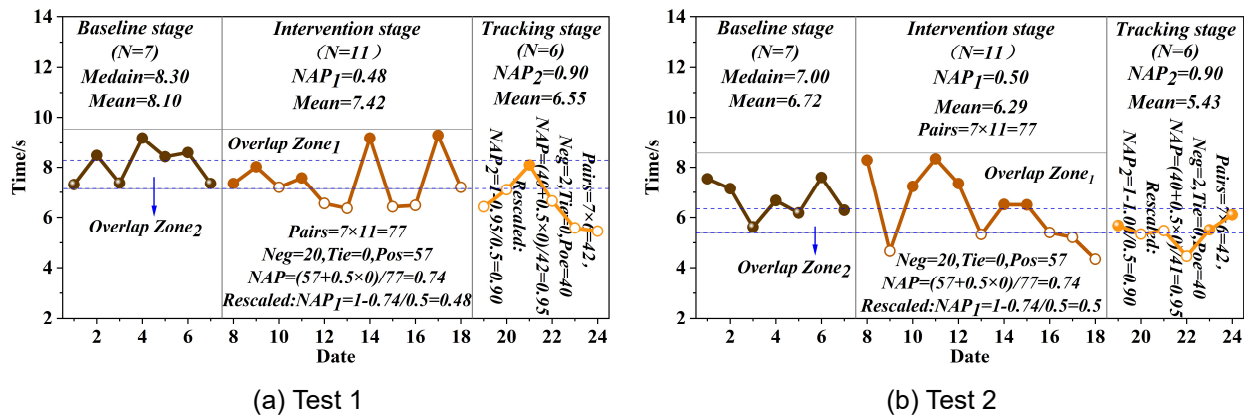 14
12
10
8
6
4
2
Time/s
Baseline stage
(N=7)
Medain=8.30
Mean=8.10
Intervention stage
（N=11）
NAP1=0.48
Mean=7.42
Tracking stage
(N=6)
NAP2=0.90
Mean=6.55
Overlap Zone1
Overlap Zone2
Pairs=7×11=77
Neg=20,Tie=0,Pos=57
NAP=(57+0.5×0)/77=0.74
Rescaled:NAP1=1-0.74/0.5=0.48
Pairs=7×7=42，
Neg=2,Tie=0,Poe=40
NAP=(40+0.5×0)/42=0.95
Rescaled:
NAP2=1-0.95/0.5=0.90
2 4 6 8 10 12 14 16 18 20 22 24
Date
(a) Test 1
14
12
10
8
6
4
2
Time/s
Baseline stage
(N=7)
Medain=7.00
Mean=6.72
Intervention stage
（N=11）
NAP1=0.50
Mean=6.29
Pairs=7×11=77
Tracking stage
(N=6)
NAP2=0.90
Mean=5.43
Overlap Zone1
Overlap Zone2
Neg=20,Tie=0,Pos=57
NAP=(57+0.5×0)/77=0.74
Rescaled:NAP1=1-0.74/0.5=0.5
Pairs=7×6=42，
Neg=2,Tie=0,Poe=40
NAP=(40+0.5×0)/41=0.95
Rescaled:
NAP2=1-1.0/0.5=0.90
2 4 6 8 10 12 14 16 18 20 22 24
Date
(b) Test 2